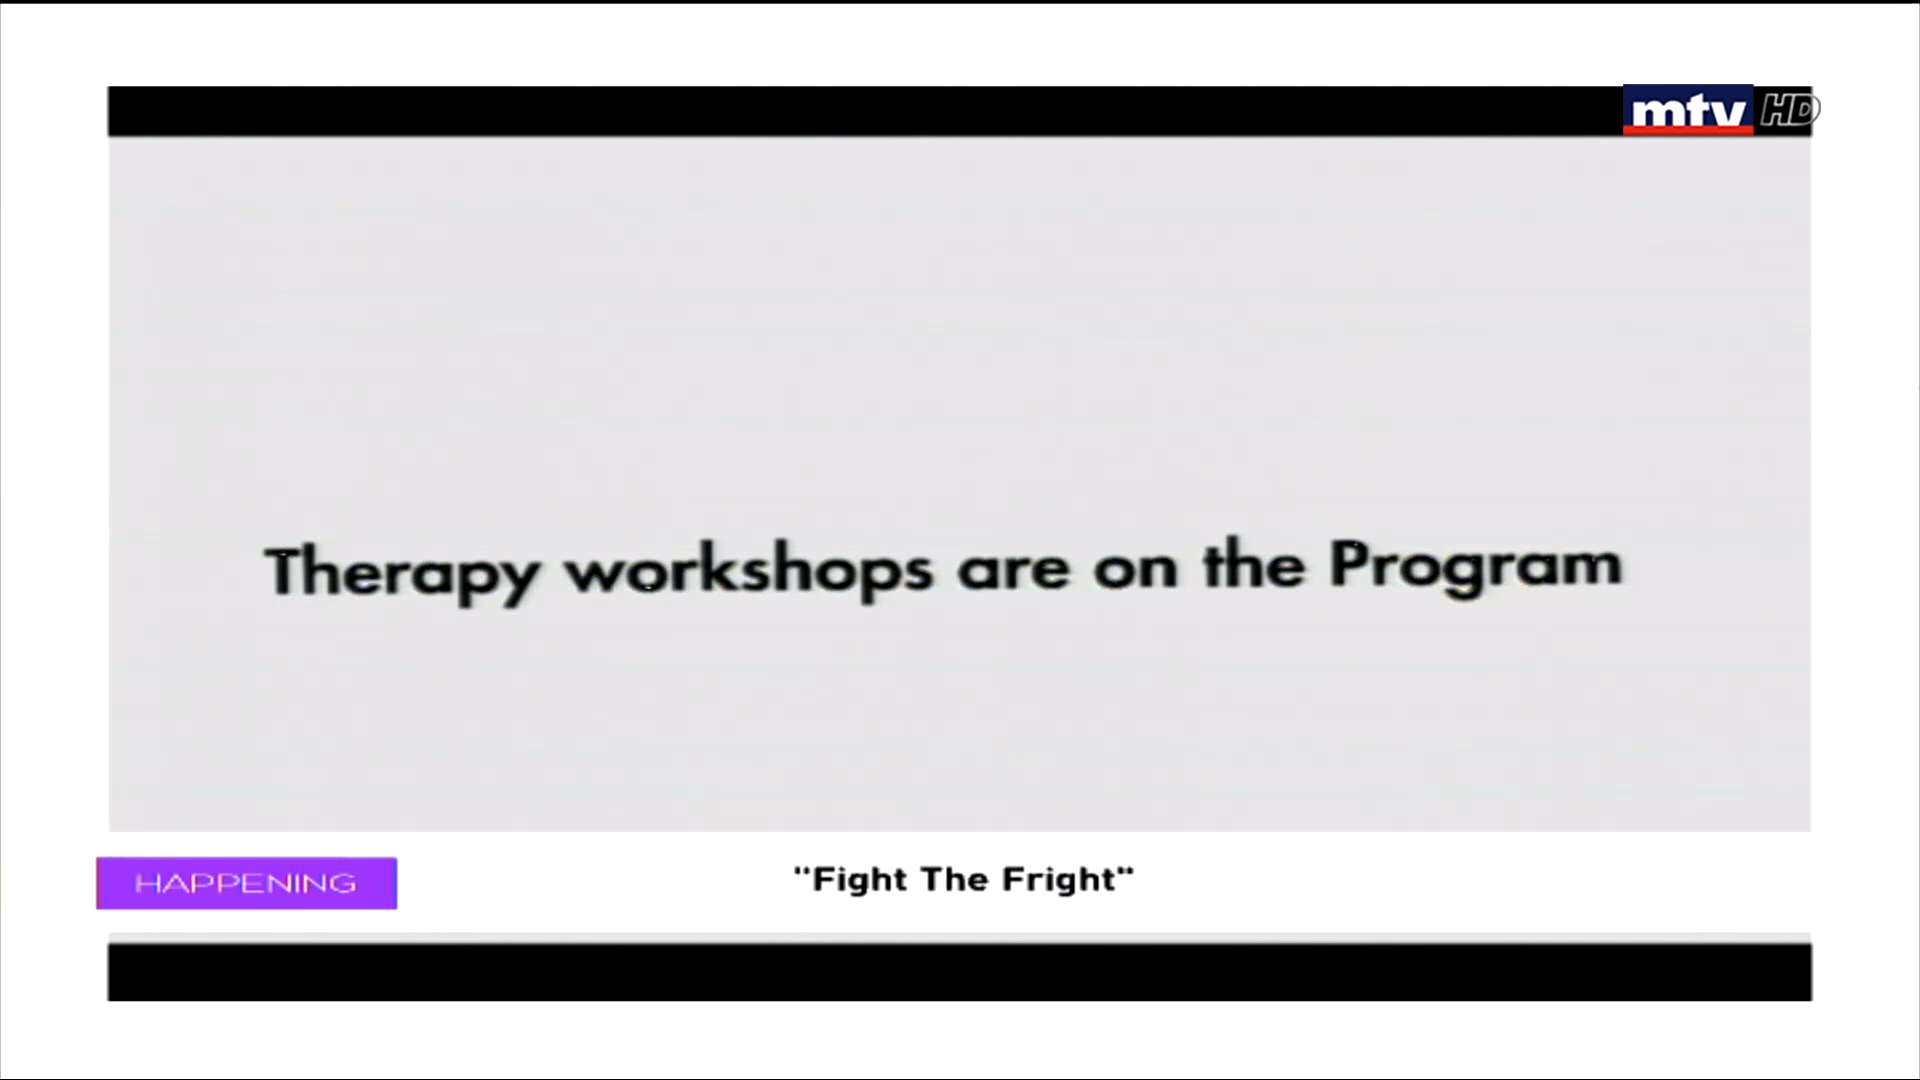 mtv HD
Therapy workshops are on the Program
HAPPENING
"Fight The Fright"